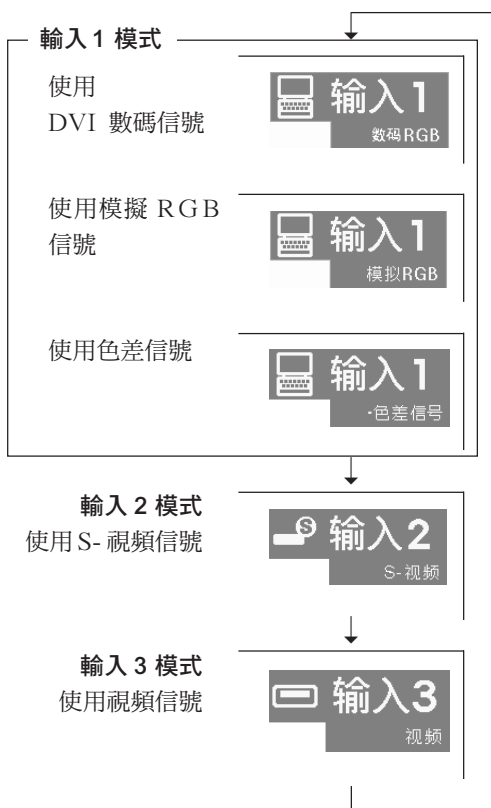 輸入1 模式
使用
DVI 數碼信號
输入1
数码RGB
使用模擬 RGB
信號
输入1
模拟RGB
使用色差信號
输入1
·色差信号
輸入 2 模式
使用S- 視頻信號
S 输入2
S-视频
輸入 3 模式
使用視頻信號
输入3
视频